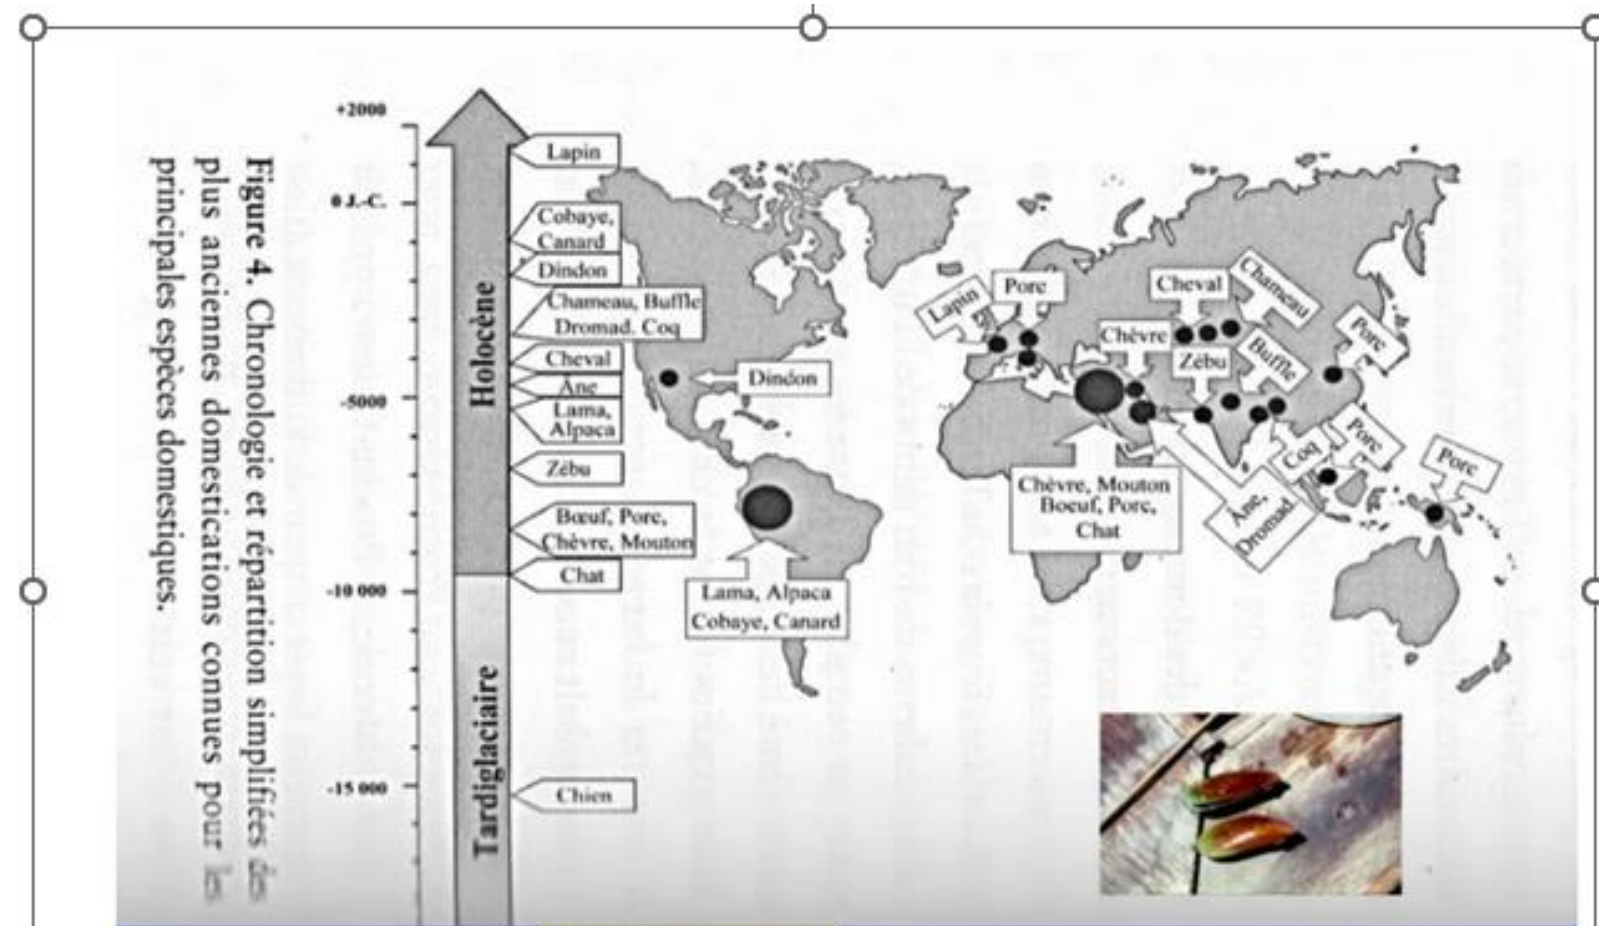 Figure 4. Chronologie et répartition simplifiées des
plus anciennes domestications connues pour les
principales espèces domestiques.
+2000
0 J.-C.
-5000
-10 000
-15 000
Holocène
Tardiglaciaire
Lapin
Cobaye,
Canard
Dindon
Chameau, Buffle
Dromad. Coq
Cheval
Âne
Lama,
Alpaca
Zébu
Bœuf, Porc,
Chèvre, Mouton
Chat
Chien
Dindon
Lama, Alpaca
Cobaye, Canard
Lapin
Porc
Cheval
Chameau
Chèvre
Zébu
Buffle
Porc
Chèvre, Mouton
Boeuf, Porc,
Chat
Âne,
Dromad.
Coq
Porc
Porc